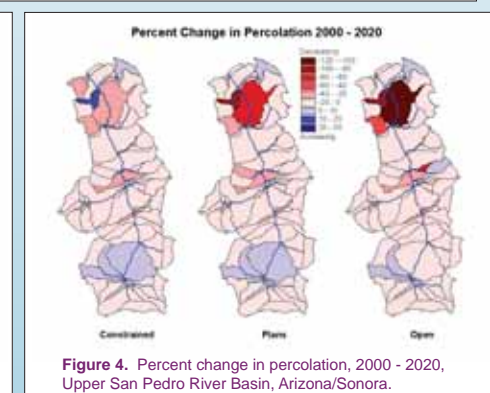 Percent Change in Percolation 2000 - 2020
Constrained
Plans
Open
Figure 4. Percent change in percolation, 2000 - 2020,
Upper San Pedro River Basin, Arizona/Sonora.